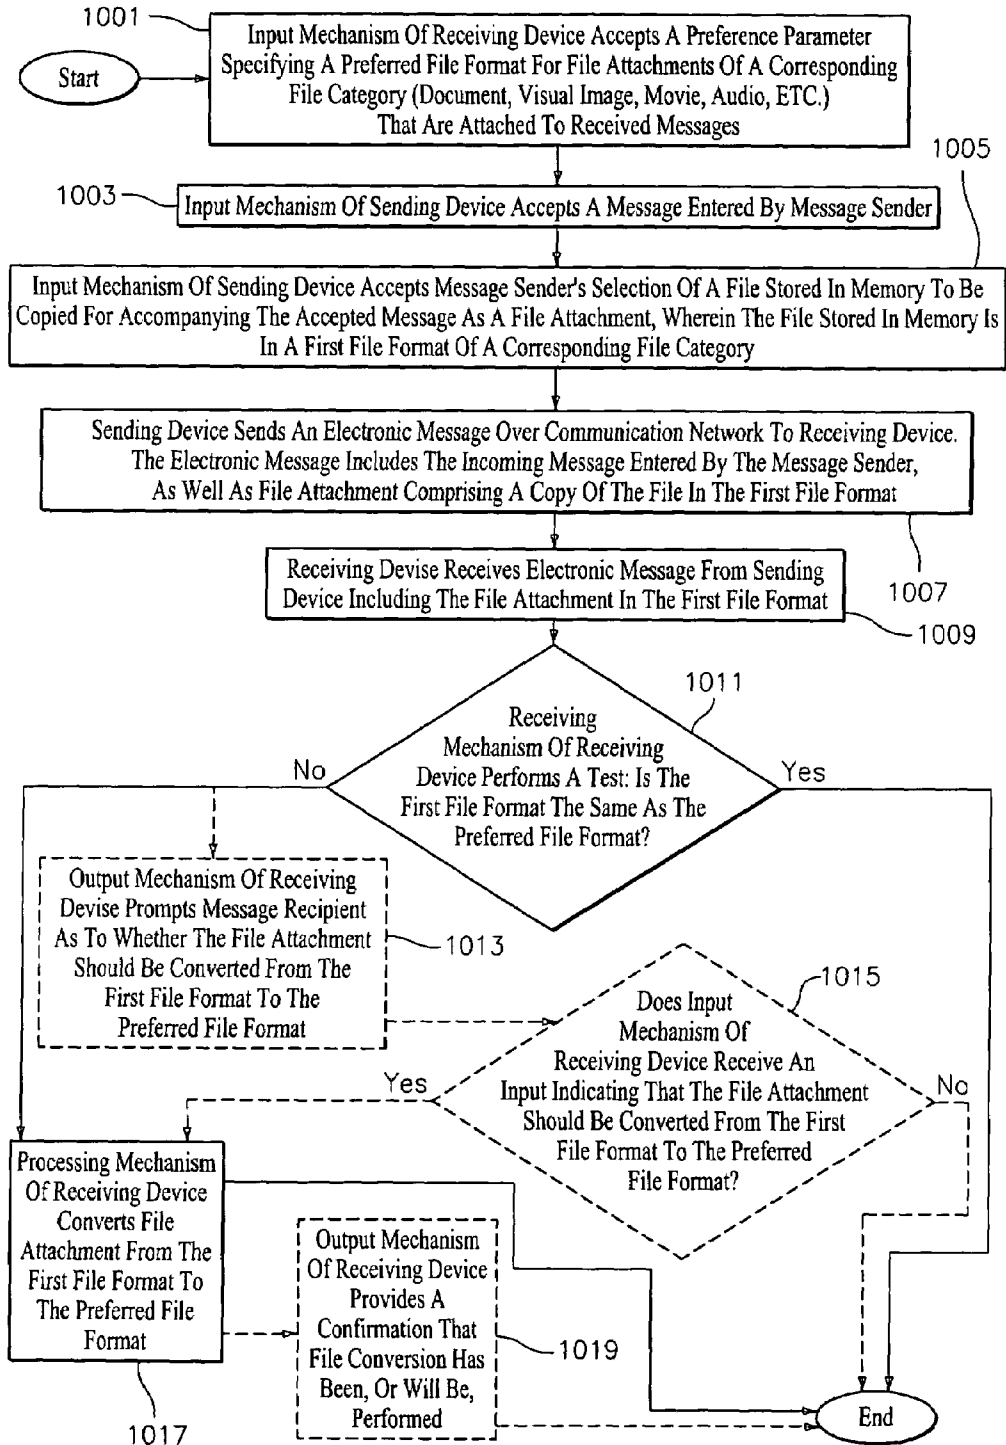 1001
Start
Input Mechanism Of Receiving Device Accepts A Preference Parameter
Specifying A Preferred File Format For File Attachments Of A Corresponding
File Category (Document, Visual Image, Movie, Audio, ETC.)
That Are Attached To Received Messages
1005
1003
Input Mechanism Of Sending Device Accepts A Message Entered By Message Sender
Input Mechanism Of Sending Device Accepts Message Sender's Selection Of A File Stored In Memory To Be
Copied For Accompanying The Accepted Message As A File Attachment, Wherein The File Stored In Memory Is
In A First File Format Of A Corresponding File Category
Sending Device Sends An Electronic Message Over Communication Network To Receiving Device.
The Electronic Message Includes The Incoming Message Entered By The Message Sender,
As Well As File Attachment Comprising A Copy Of The File In The First File Format
1007
Receiving Devise Receives Electronic Message From Sending
Device Including The File Attachment In The First File Format
1009
1011
Receiving
Mechanism Of Receiving
Device Performs A Test: Is The
First File Format The Same As The
Preferred File Format?
No
Yes
Output Mechanism Of Receiving
Devise Prompts Message Recipient
As To Whether The File Attachment
Should Be Converted From The
First File Format To The
Preferred File Format
1013
1015
Does Input
Mechanism Of
Receiving Device Receive An
Input Indicating That The File Attachment
Should Be Converted From The First
File Format To The Preferred
File Format?
Yes
No
Processing Mechanism
Of Receiving Device
Converts File
Attachment From The
First File Format To
The Preferred File
Format
1017
Output Mechanism
Of Receiving Device
Provides A
Confirmation That
File Conversion Has
Been, Or Will Be,
Performed
1019
End